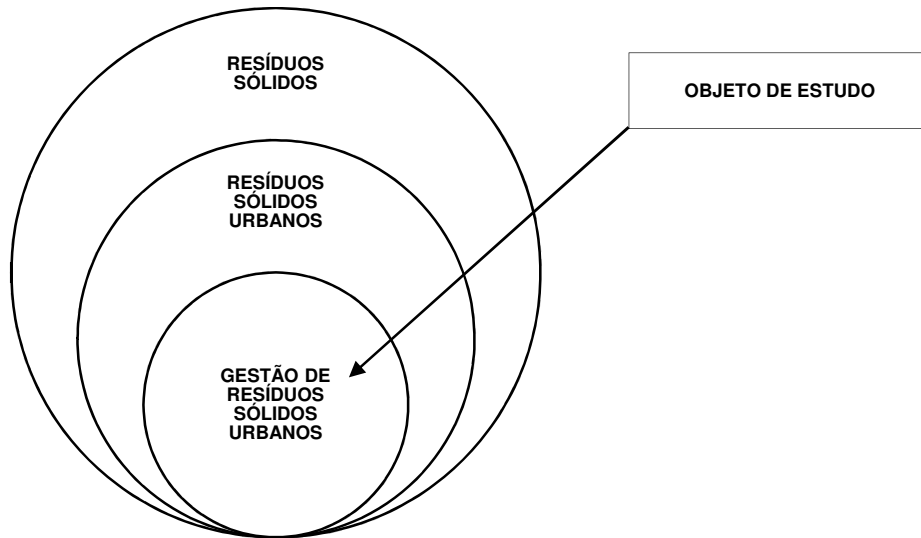 RESÍDUOS
SÓLIDOS
OBJETO DE ESTUDO
RESÍDUOS
SÓLIDOS
URBANOS
GESTÃO DE
RESÍDUOS
SÓLIDOS
URBANOS